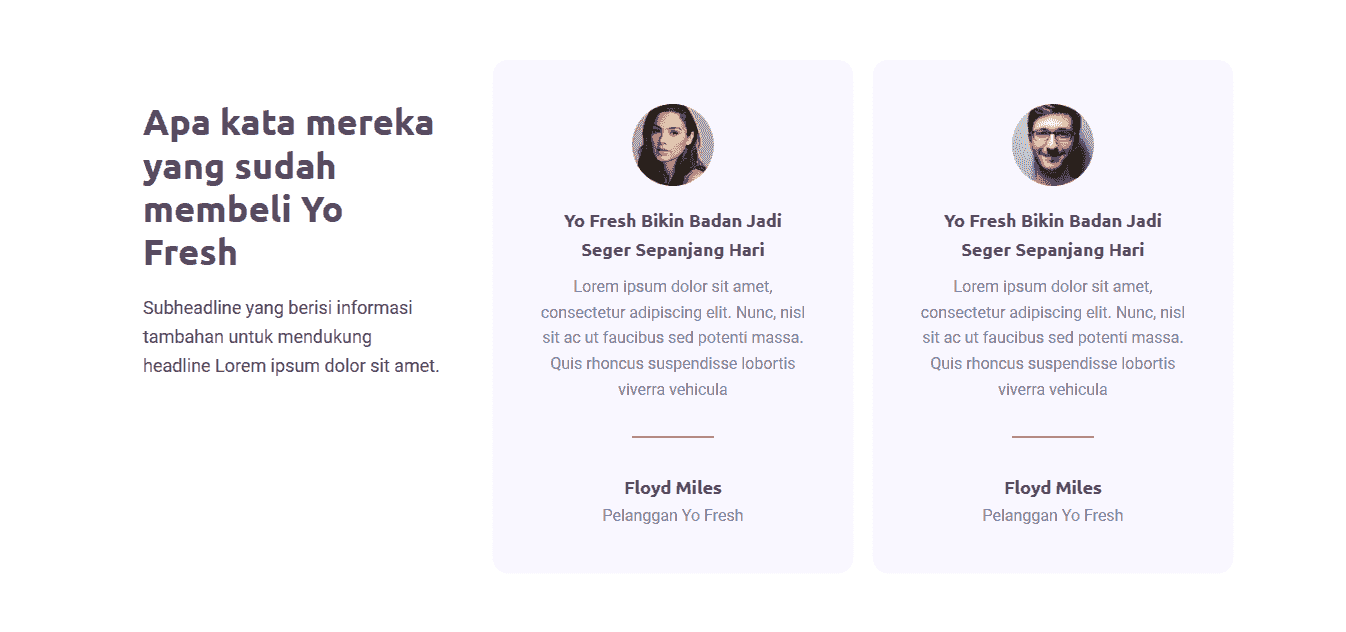 Apa kata mereka
yang sudah
membeli Yo
Fresh
Subheadline yang berisi informasi
tambahan untuk mendukung
headline Lorem ipsum dolor sit amet.
Yo Fresh Bikin Badan Jadi
Seger Sepanjang Hari
Lorem ipsum dolor sit amet,
consectetur adipiscing elit. Nunc, nisl
sit ac ut faucibus sed potenti massa.
Quis rhoncus suspendisse lobortis
viverra vehicula
Floyd Miles
Pelanggan Yo Fresh
Yo Fresh Bikin Badan Jadi
Seger Sepanjang Hari
Lorem ipsum dolor sit amet,
consectetur adipiscing elit. Nunc, nisl
sit ac ut faucibus sed potenti massa.
Quis rhoncus suspendisse lobortis
viverra vehicula
Floyd Miles
Pelanggan Yo Fresh